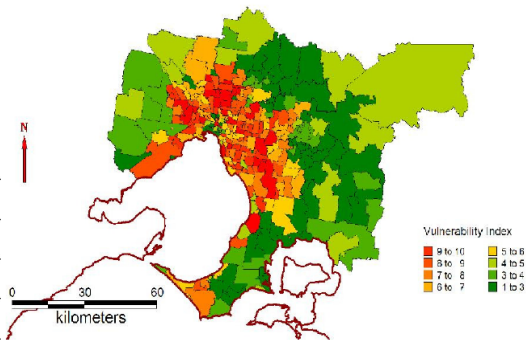 N
Vulnerability Index
9 to 10
8 to 9
7 to 8
6 to 7
5 to 6
4 to 5
3 to 4
1 to 3
0 30 60
kilometers